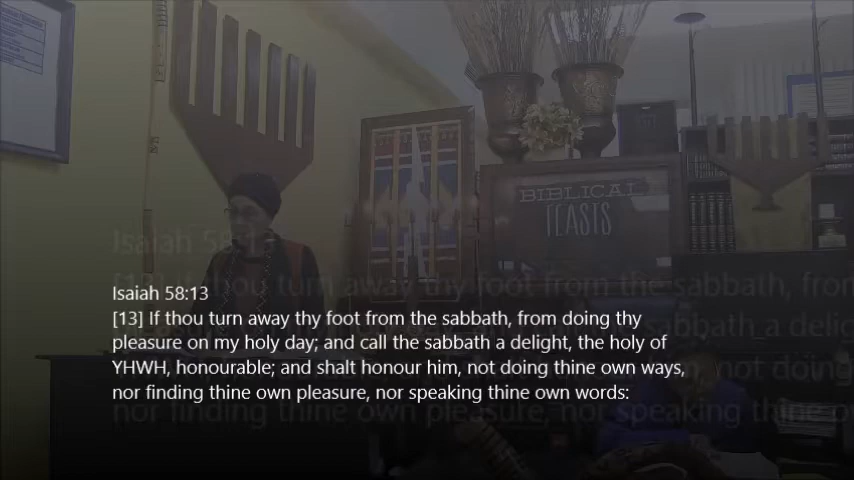 BIBLICAL
FEASTS
Isaiah 58:13
[13] If thou turn away thy foot from the sabbath, from doing thy
pleasure on my holy day; and call the sabbath a delight, the holy of
YHWH, honourable; and shalt honour him, not doing thine own ways,
nor finding thine own pleasure, nor speaking thine own words: